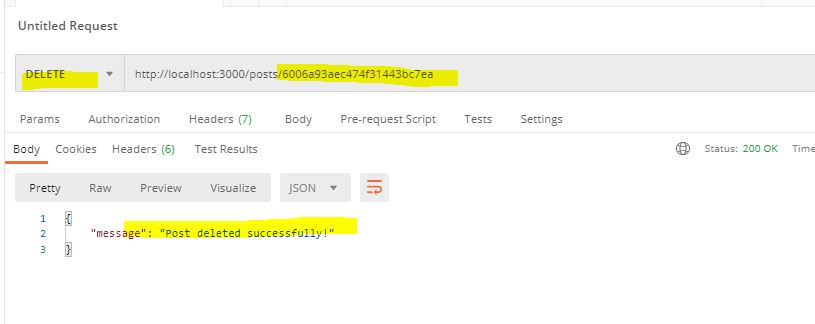 Untitled Request
DELETE http://localhost:3000/posts/6006a93aec474f31443bc7ea
Params Authorization Headers (7) Body Pre-request Script Tests Settings
Body Cookies Headers (6) Test Results Status: 200 OK Time
Pretty Raw Preview Visualize JSON
1 {
2 "message": "Post deleted successfully!"
3 }